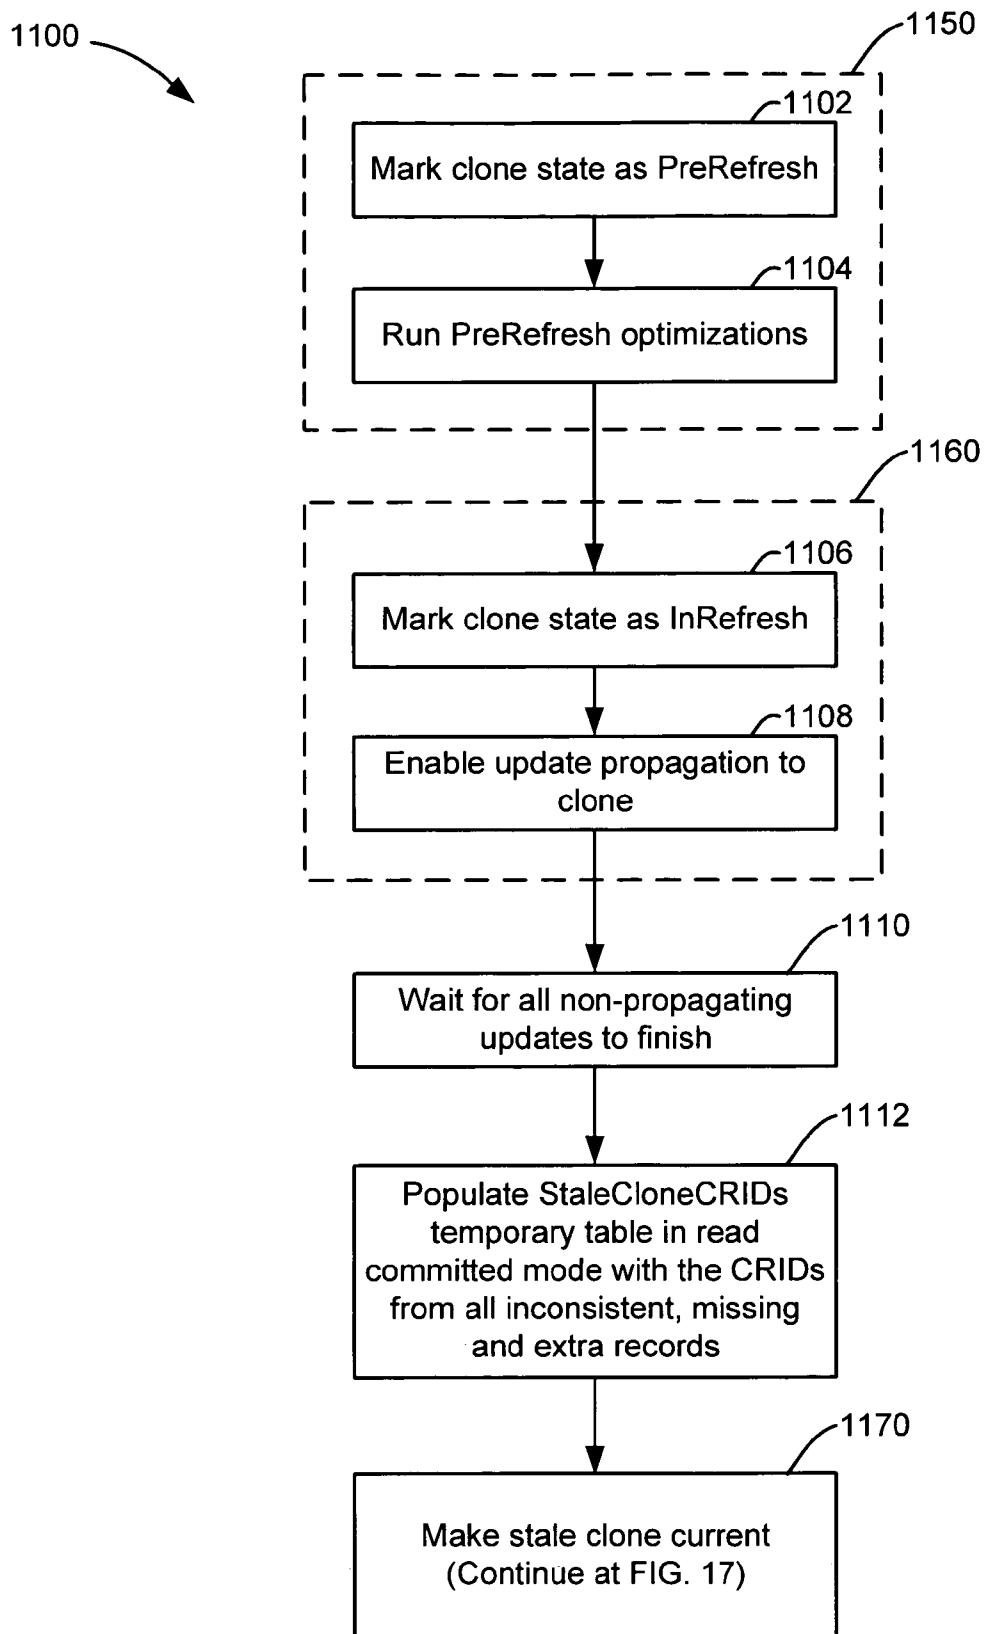 1100
1150
1102
Mark clone state as PreRefresh
1104
Run PreRefresh optimizations
1160
1106
Mark clone state as InRefresh
1108
Enable update propagation to
clone
1110
Wait for all non-propagating
updates to finish
1112
Populate StaleCloneCRIDs
temporary table in read
committed mode with the CRIDs
from all inconsistent, missing
and extra records
1170
Make stale clone current
(Continue at FIG. 17)